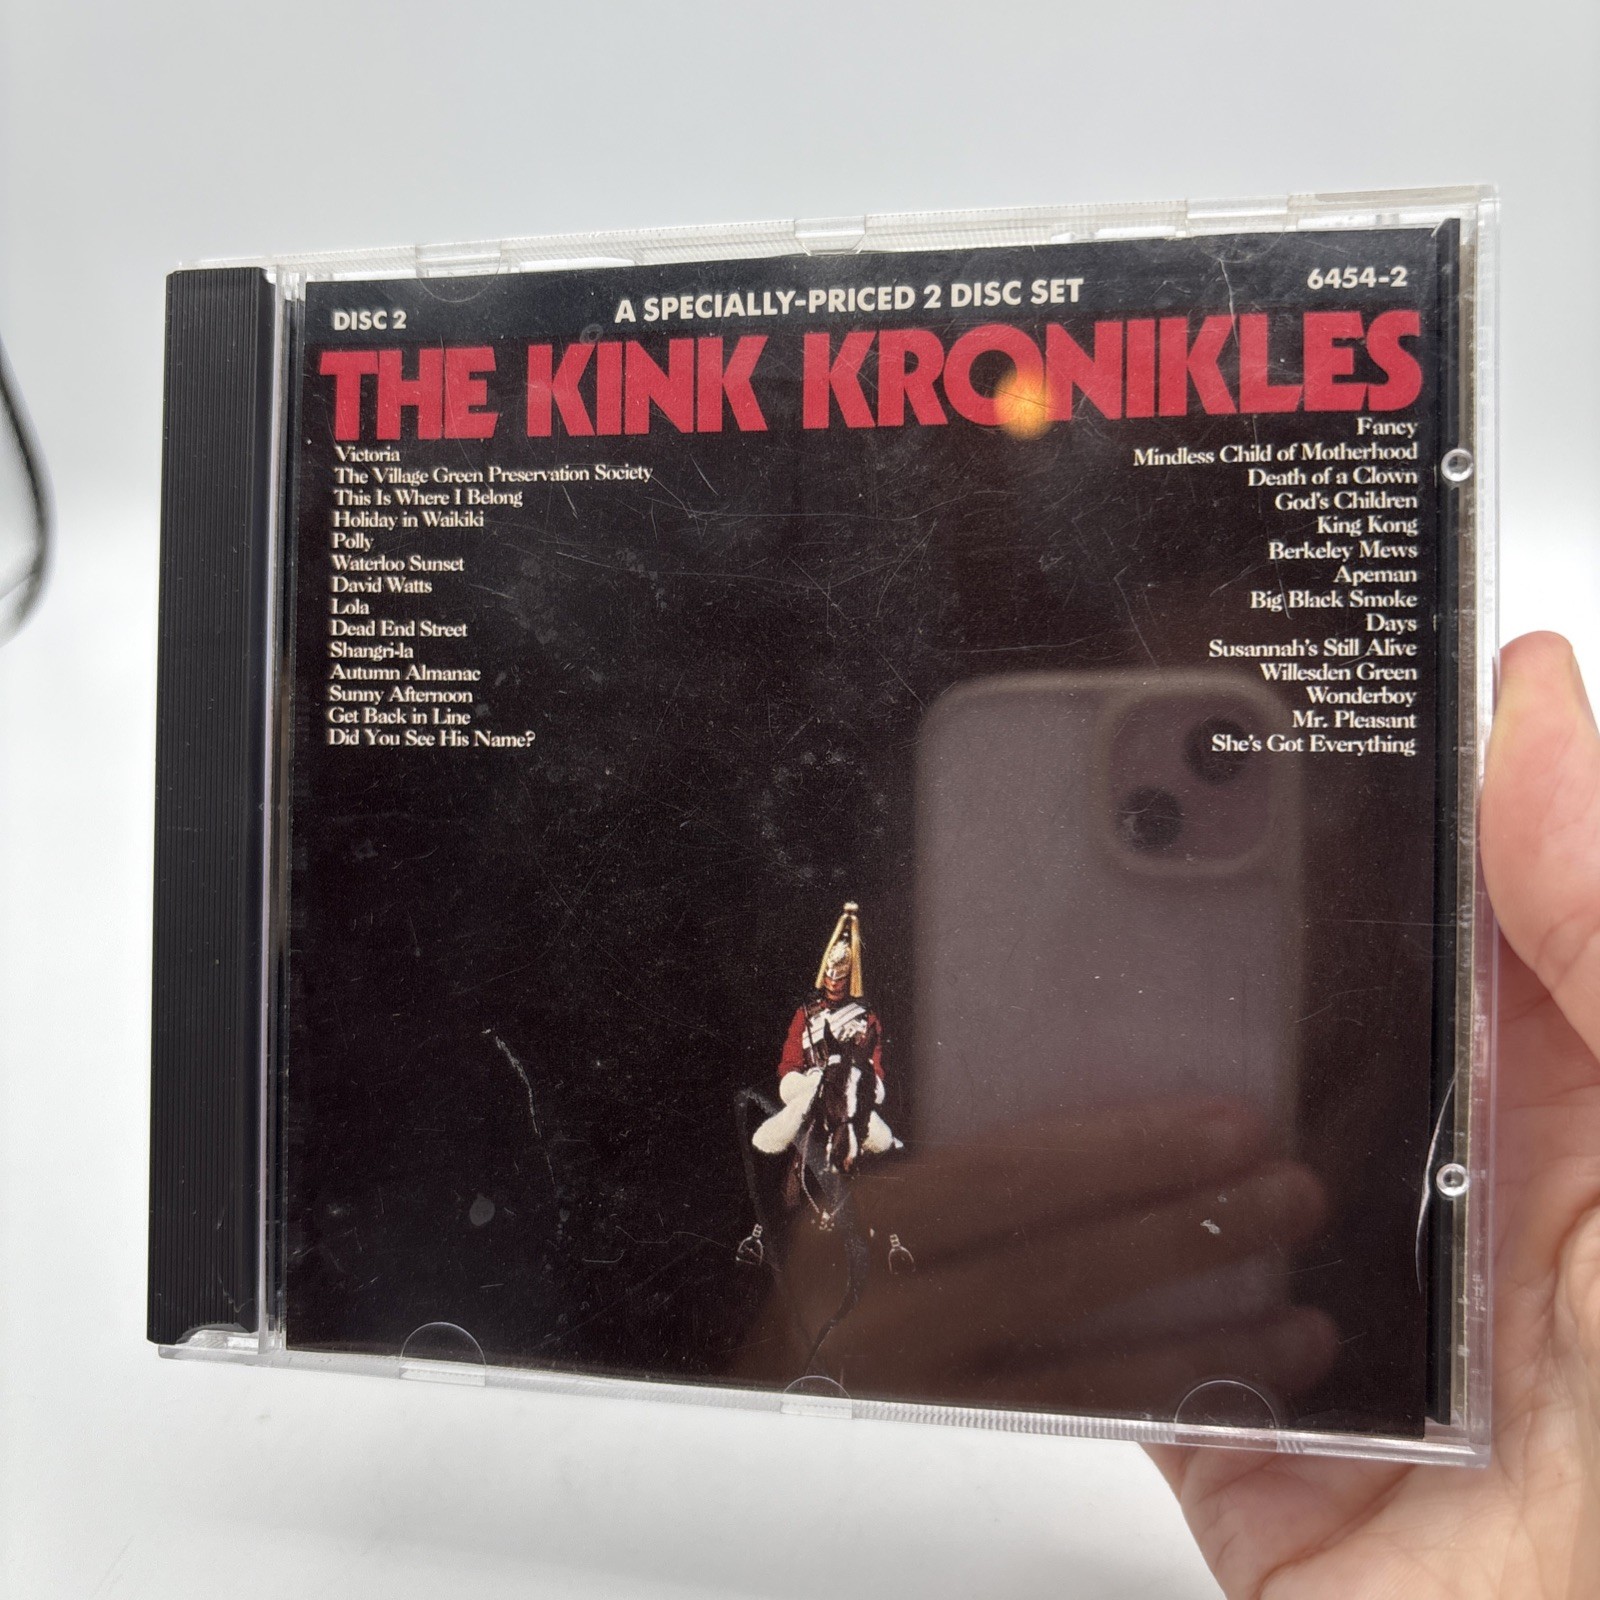 DISC 2
A SPECIALLY-PRICED 2 DISC SET
6454-2
THE KINK KRONIKLES
Victoria
The Village Green Preservation Society
This Is Where I Belong
Holiday in Waikiki
Polly
Waterloo Sunset
David Watts
Lola
Dead End Street
Shangri-la
Autumn Almanac
Sunny Afternoon
Get Back in Line
Did You See His Name?
Fancy
Mindless Child of Motherhood
Death of a Clown
God's Children
King Kong
Berkeley Mews
Apeman
Big Black Smoke
Days
Susannah's Still Alive
Willesden Green
Wonderboy
Mr. Pleasant
She's Got Everything